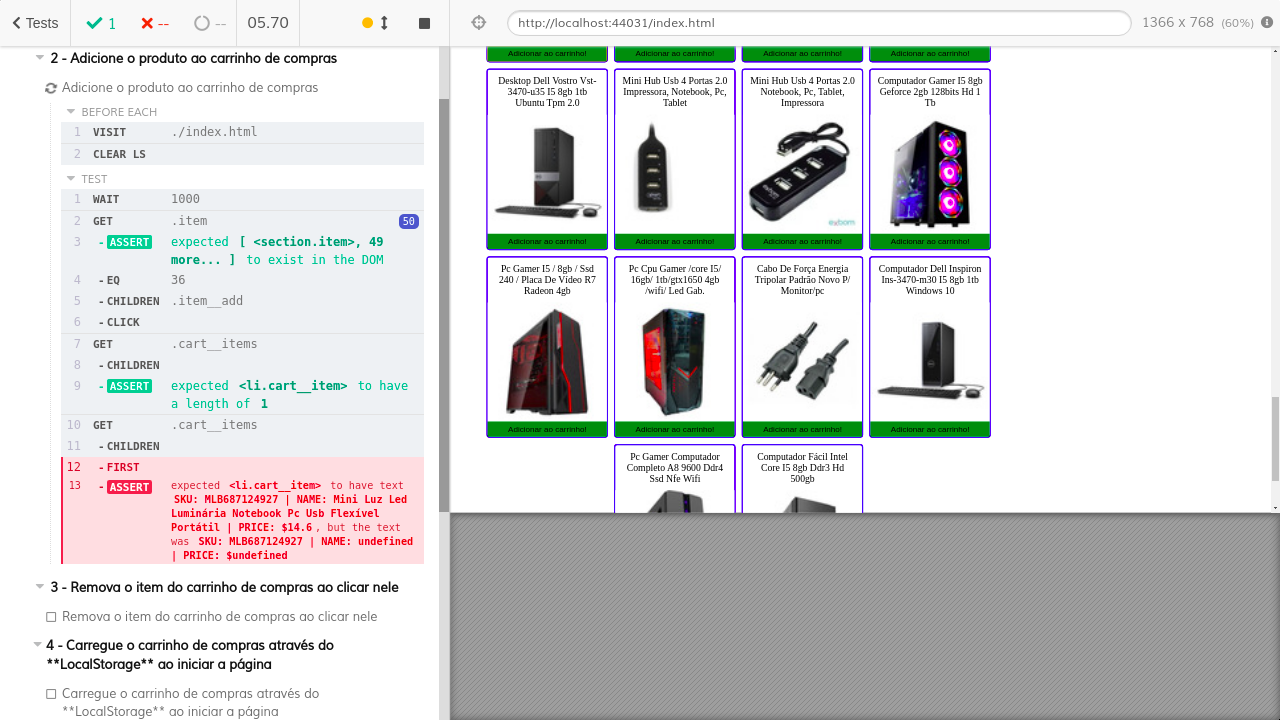 Tests
1
--
--
05.70
http://localhost:44031/index.html
1366 x 768 (60%)
2 - Adicione o produto ao carrinho de compras
Adicione o produto ao carrinho de compras
BEFORE EACH
1 VISIT ./index.html
2 CLEAR LS
TEST
1 WAIT 1000
2 GET .item 50
3 - ASSERT expected [ <section.item>, 49
more... ] to exist in the DOM
4 - EQ 36
5 - CHILDREN .item__add
6 - CLICK
7 GET .cart__items
8 - CHILDREN
9 - ASSERT expected <li.cart__item> to have
a length of 1
10 GET .cart__items
11 - CHILDREN
12 - FIRST
13 - ASSERT expected <li.cart__item> to have text
SKU: MLB687124927 | NAME: Mini Luz Led
Luminária Notebook Pc Usb Flexivel
Portátil | PRICE: $14.6 , but the text
was SKU: MLB687124927 | NAME: undefined
| PRICE: $undefined
3 - Remova o item do carrinho de compras ao clicar nele
Remova o item do carrinho de compras ao clicar nele
4 - Carregue o carrinho de compras através do
**LocalStorage** ao iniciar a página
Carregue o carrinho de compras através do
**LocalStorage** ao iniciar a página
Adicionar ao carrinho! Adicionar ao carrinho! Adicionar ao carrinho! Adicionar ao carrinho!
Desktop Dell Vostro Vst-
3470-u35 I5 8gb 1tb
Ubuntu Tpm 2.0
Adicionar ao carrinho!
Mini Hub Usb 4 Portas 2.0
Impressora, Notebook, Pc,
Tablet
Adicionar ao carrinho!
Mini Hub Usb 4 Portas 2.0
Notebook, Pc, Tablet,
Impressora
exbom
Adicionar ao carrinho!
Computador Gamer I5 8gb
Geforce 2gb 128bits Hd 1
Tb
Adicionar ao carrinho!
Pc Gamer I5 / 8gb / Ssd
240 / Placa De Vídeo R7
Radeon 4gb
Adicionar ao carrinho!
Pc Cpu Gamer /core I5/
16gb/ 1tb/gtx1650 4gb
/wifi/ Led Gab.
Adicionar ao carrinho!
Cabo De Força Energia
Tripolar Padrão Novo P/
Monitor/pc
Adicionar ao carrinho!
Computador Dell Inspiron
Ins-3470-m30 I5 8gb 1tb
Windows 10
Adicionar ao carrinho!
Pc Gamer Computador
Completo A8 9600 Ddr4
Ssd Nfe Wifi
Computador Fácil Intel
Core I5 8gb Ddr3 Hd
500gb